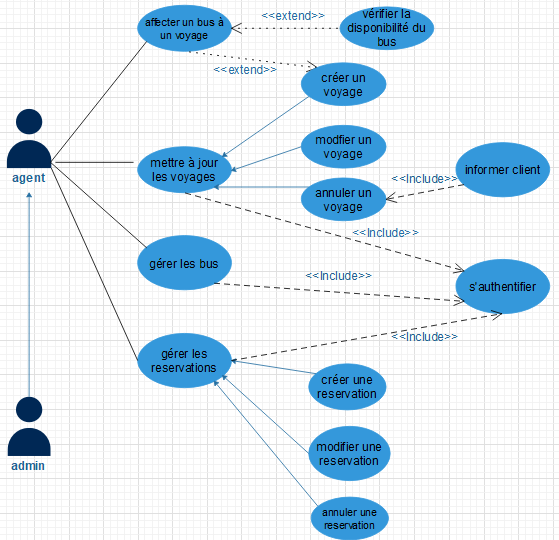 affecter un bus à
un voyage
<<extend>>
vérifier la
disponibilité du
bus
<<extend>>
créer un
voyage
modfier un
voyage
agent
mettre à jour
les voyages
annuler un
voyage
<<Include>>
informer client
<<Include>>
gérer les bus
<<Include>>
s'authentifier
<<Include>>
gérer les
reservations
créer une
reservation
admin
modifier une
reservation
annuler une
reservation